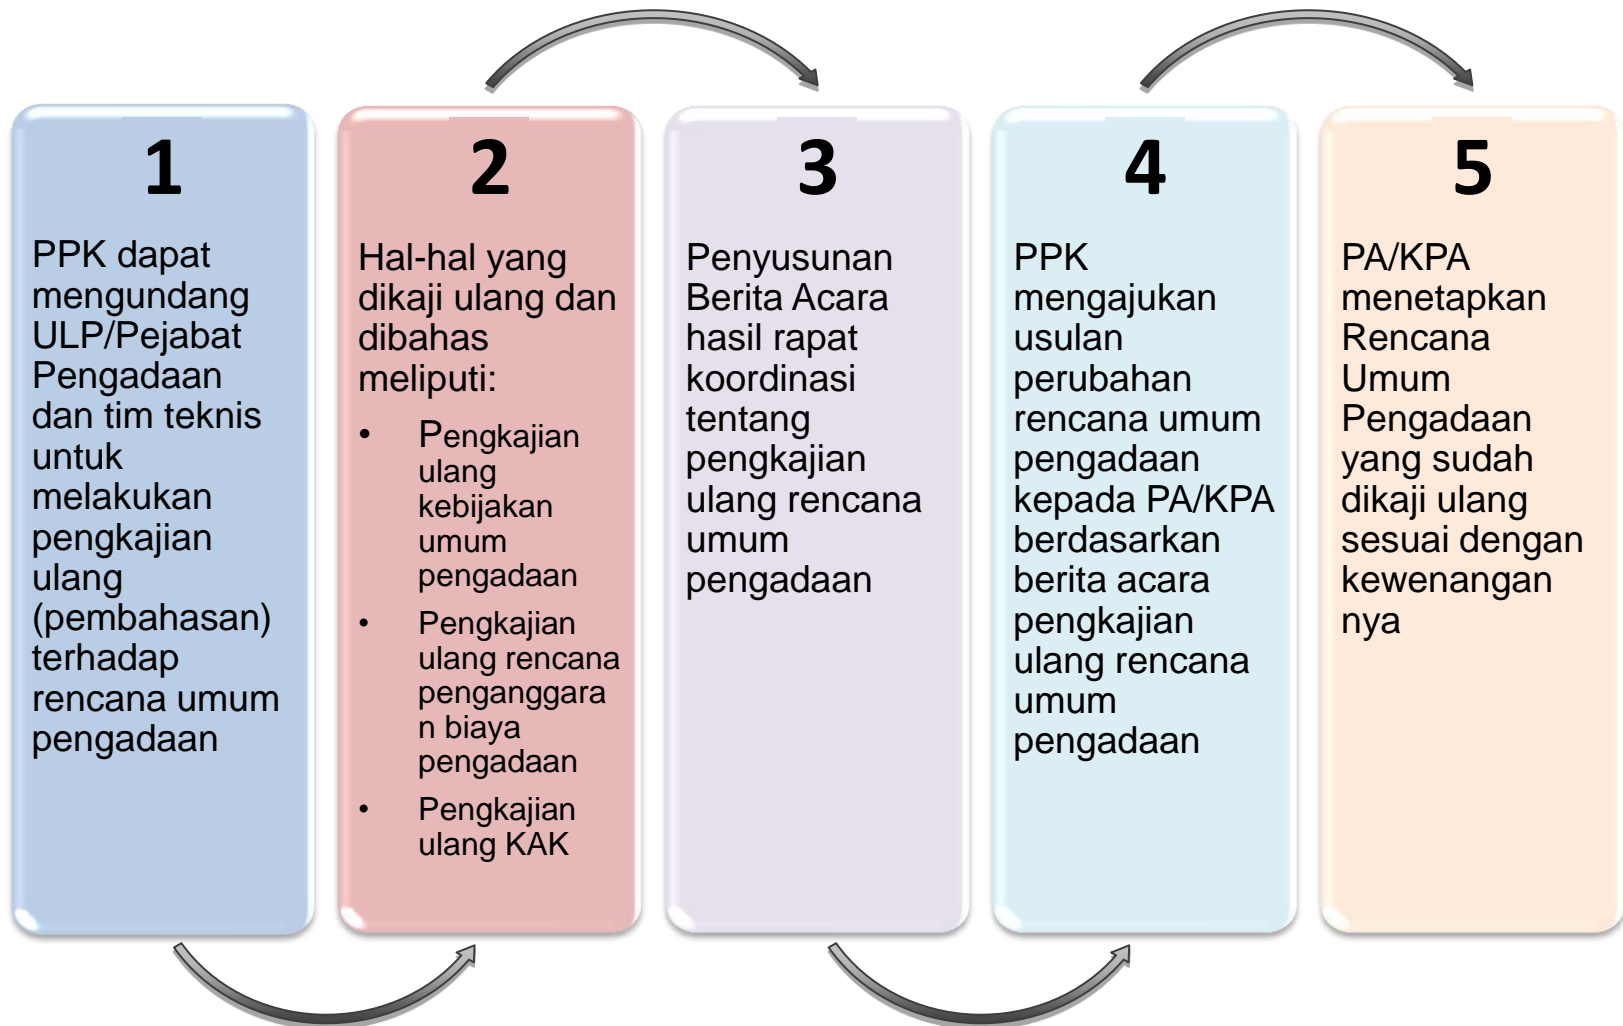 1
PPK dapat
mengundang
ULP/Pejabat
Pengadaan
dan tim teknis
untuk
melakukan
pengkajian
ulang
(pembahasan)
terhadap
rencana umum
pengadaan
2
Hal-hal yang
dikaji ulang dan
dibahas
meliputi:
• Pengkajian
ulang
kebijakan
umum
pengadaan
• Pengkajian
ulang rencana
penganggara
n biaya
pengadaan
• Pengkajian
ulang KAK
3
Penyusunan
Berita Acara
hasil rapat
koordinasi
tentang
pengkajian
ulang rencana
umum
pengadaan
4
PPK
mengajukan
usulan
perubahan
rencana umum
pengadaan
kepada PA/KPA
berdasarkan
berita acara
pengkajian
ulang rencana
umum
pengadaan
5
PA/KPA
menetapkan
Rencana
Umum
Pengadaan
yang sudah
dikaji ulang
sesuai dengan
kewenangan
nya